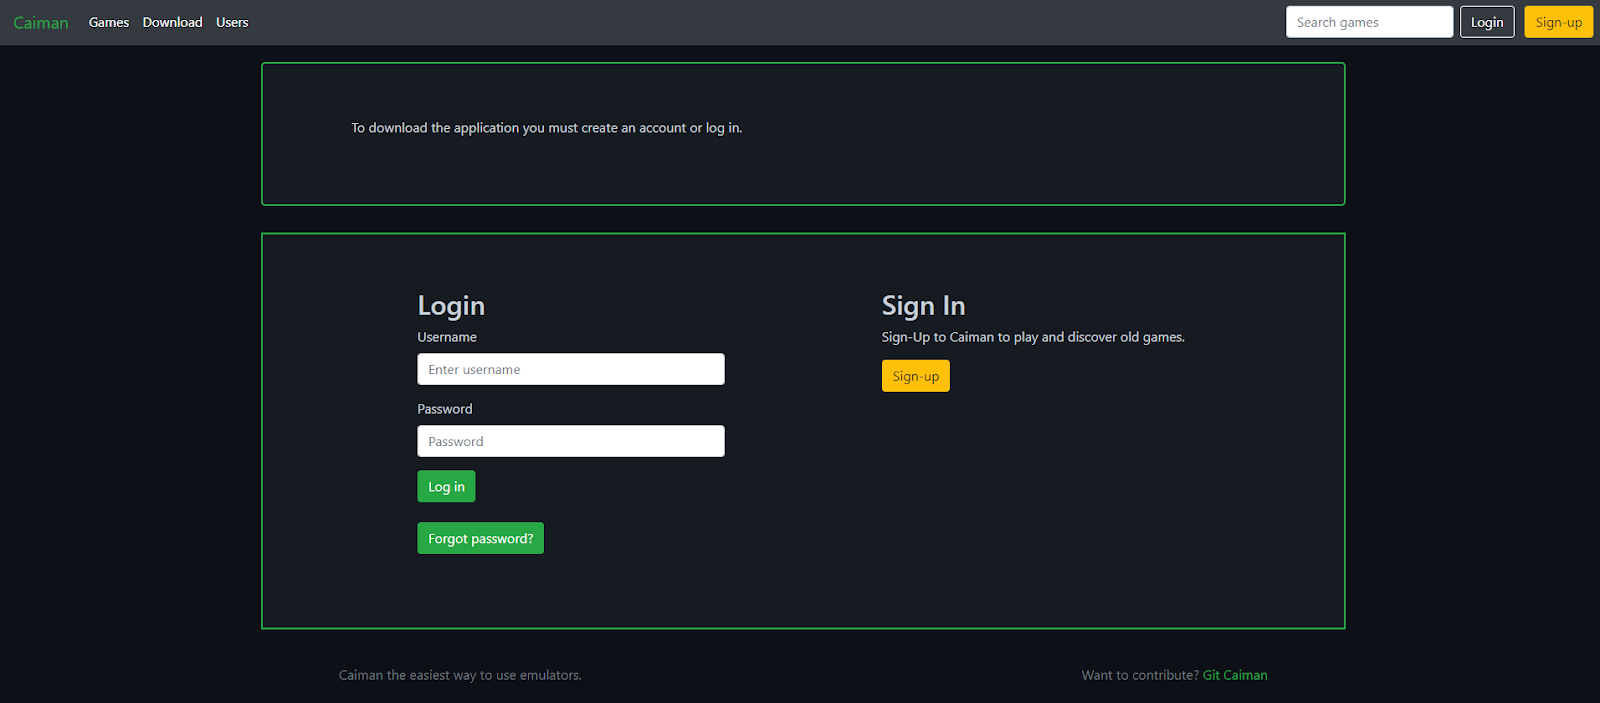 Caiman Games Download Users Search games Login Sign-up
To download the application you must create an account or log in.
Login
Username
Enter username
Password
Password
Log in
Forgot password?
Sign In
Sign-Up to Caiman to play and discover old games.
Sign-up
Caiman the easiest way to use emulators.
Want to contribute? Git Caiman